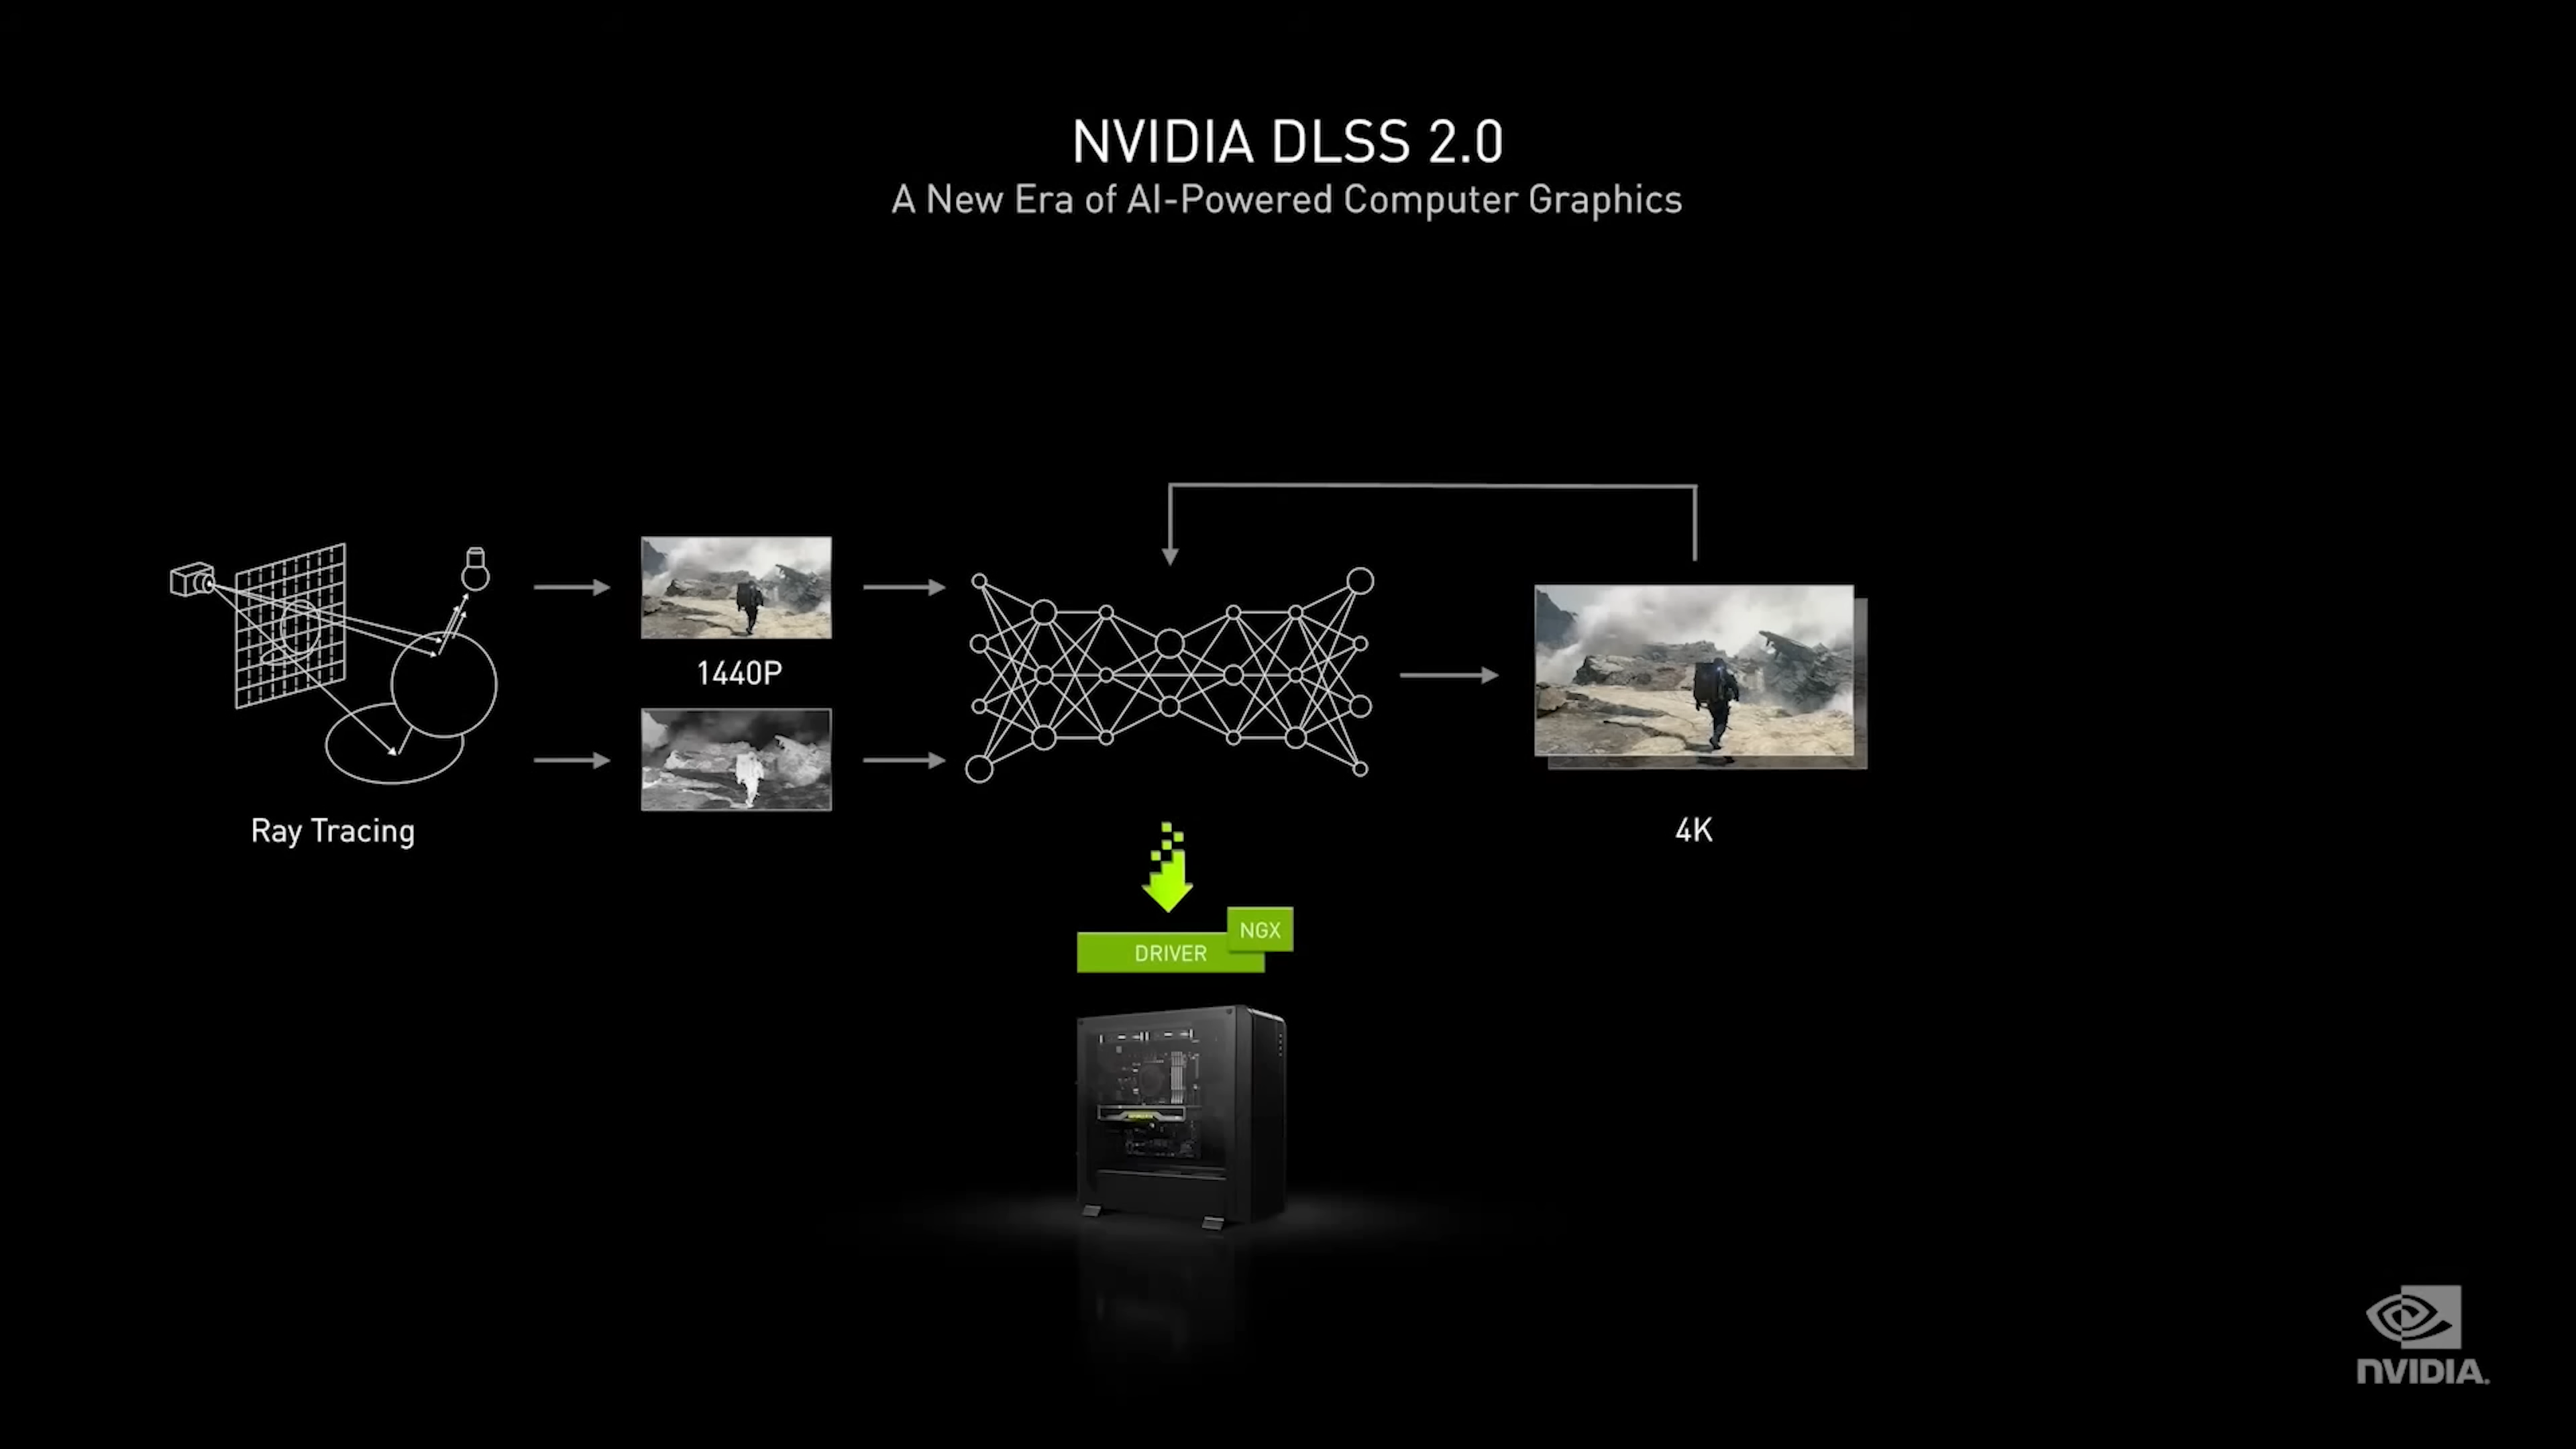 NVIDIA DLSS 2.0
A New Era of AI-Powered Computer Graphics
1440P
Ray Tracing
4K
NGX
DRIVER
NVIDIA.